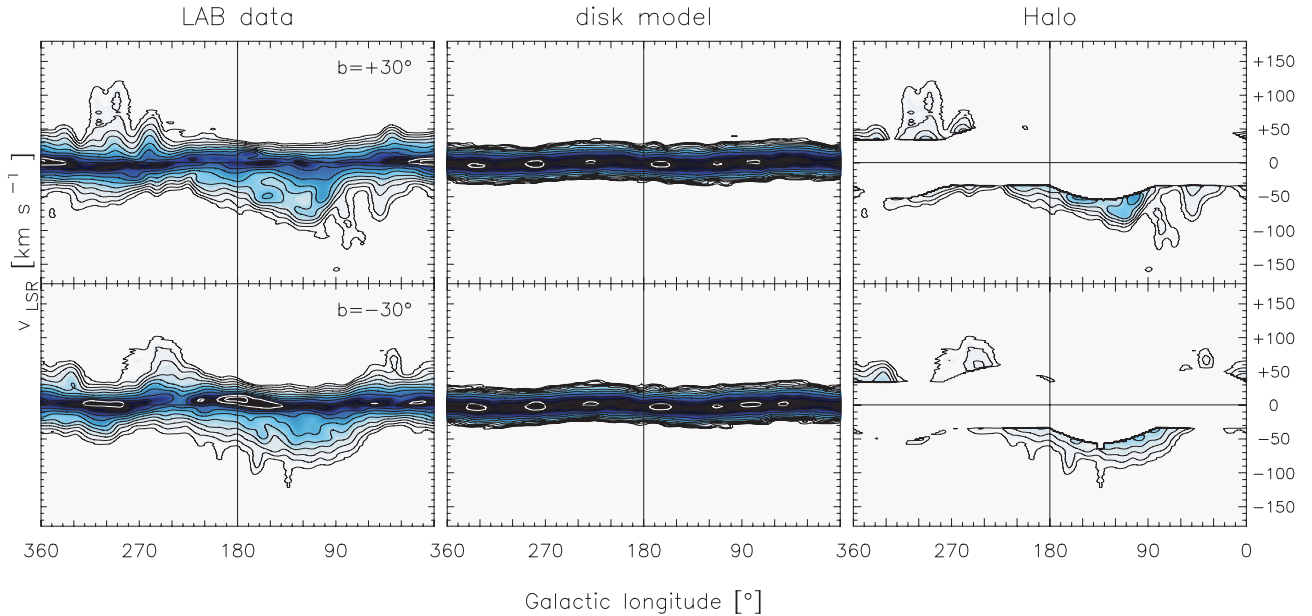 LAB data
disk model
Halo
b=+30°
+150
+100
+50
0
−50
−100
−150
b=−30°
+150
+100
+50
0
−50
−100
−150
v LSR [km s −1]
360 270 180 90 360 270 180 90 360 270 180 90 0
Galactic longitude [°]